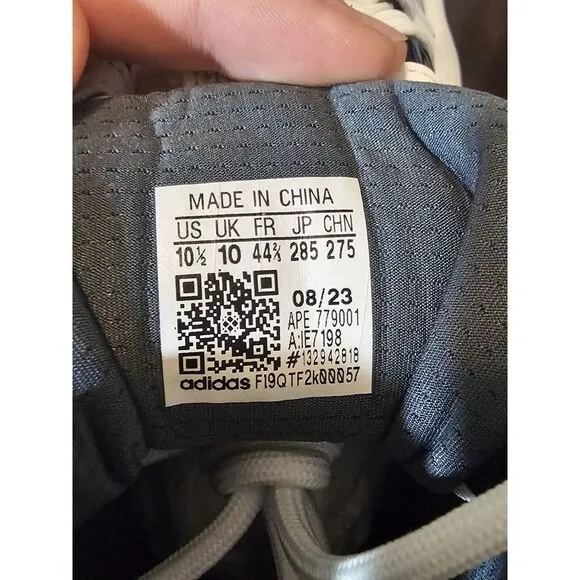 MADE IN CHINA
US UK FR JP CHN
10½ 10 44⅔ 285 275
08/23
APE 779001
A:IE7198
#132942818
adidas FI9QTF2k00057